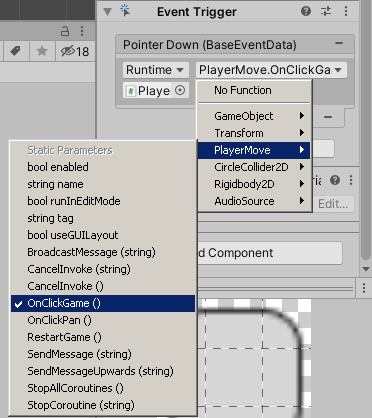 Event Trigger
18
Pointer Down (BaseEventData)
Runtime
PlayerMove.OnClickGa
Playe
No Function
GameObject
Transform
PlayerMove
CircleCollider2D
Rigidbody2D
AudioSource
Static Parameters
bool enabled
string name
bool runInEditMode
string tag
bool useGUILayout
BroadcastMessage (string)
CancelInvoke (string)
CancelInvoke ()
OnClickGame ()
OnClickPan ()
RestartGame ()
SendMessage (string)
SendMessageUpwards (string)
StopAllCoroutines ()
StopCoroutine (string)
Edit...
d Component